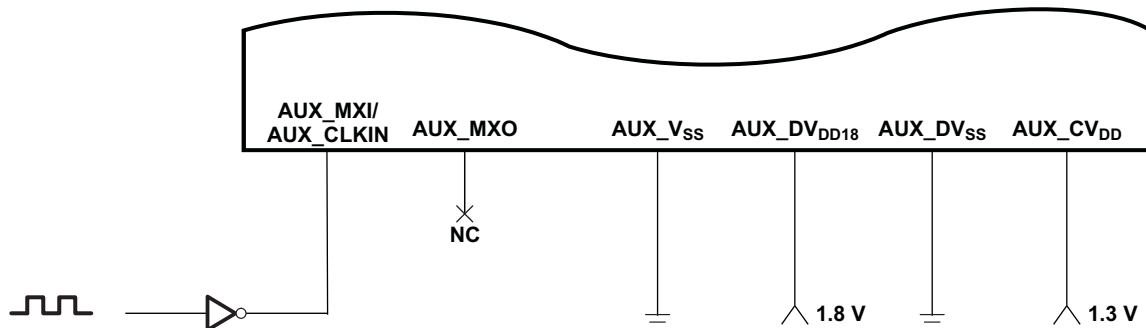 AUX_MXI/
AUX_CLKIN
AUX_MXO
AUX_VSS
AUX_DVDD18
AUX_DVSS
AUX_CVDD
NC
1.8 V
1.3 V